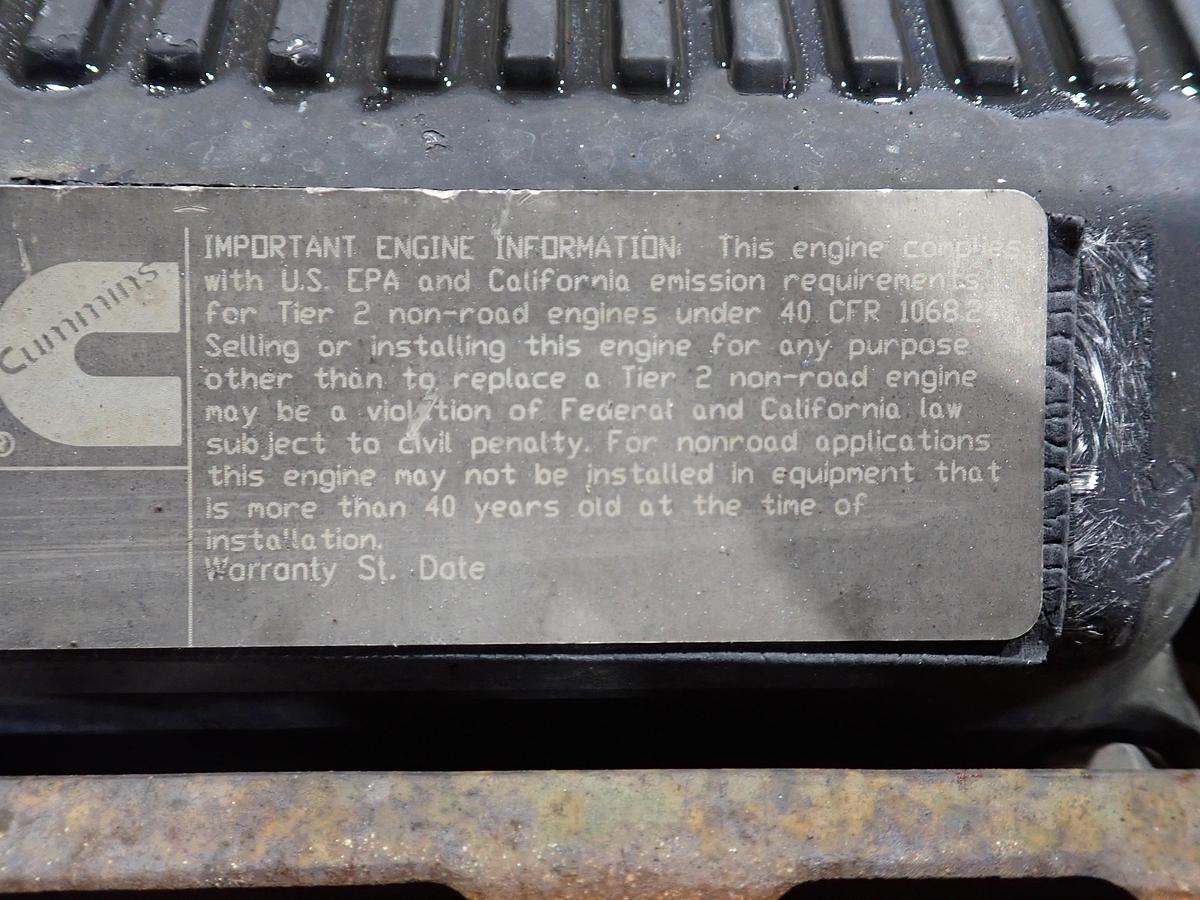 Cummins
®
IMPORTANT ENGINE INFORMATION: This engine complies
with U.S. EPA and California emission requirements
for Tier 2 non-road engines under 40 CFR 1068.2
Selling or installing this engine for any purpose
other than to replace a Tier 2 non-road engine
may be a violation of Federal and California law
subject to civil penalty. For nonroad applications
this engine may not be installed in equipment that
is more than 40 years old at the time of
installation.
Warranty St. Date